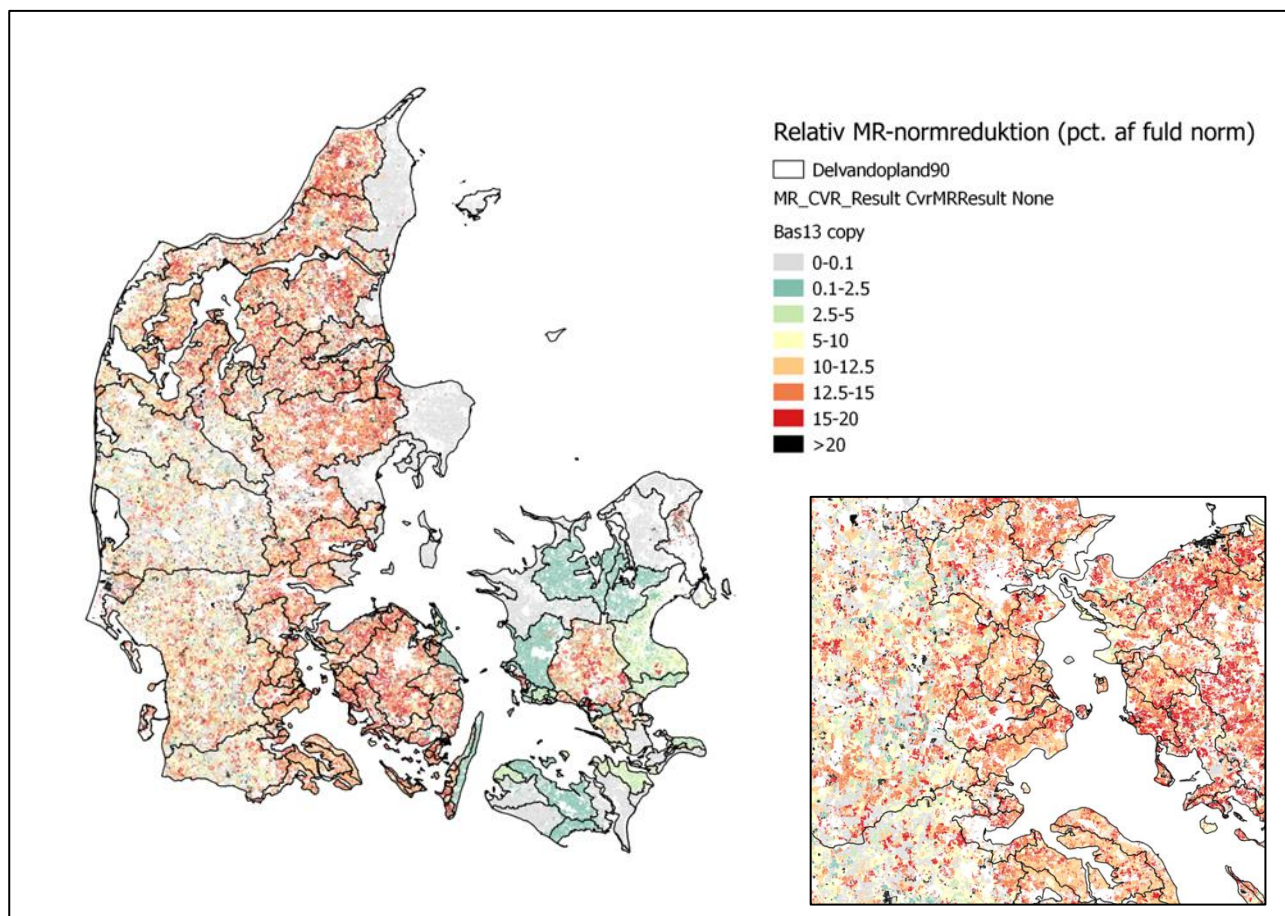 Relativ MR-normreduktion (pct. af fuld norm)
Delvandopland90
MR_CVR_Result CvrMRResult None
Bas13 copy
0-0.1
0.1-2.5
2.5-5
5-10
10-12.5
12.5-15
15-20
>20